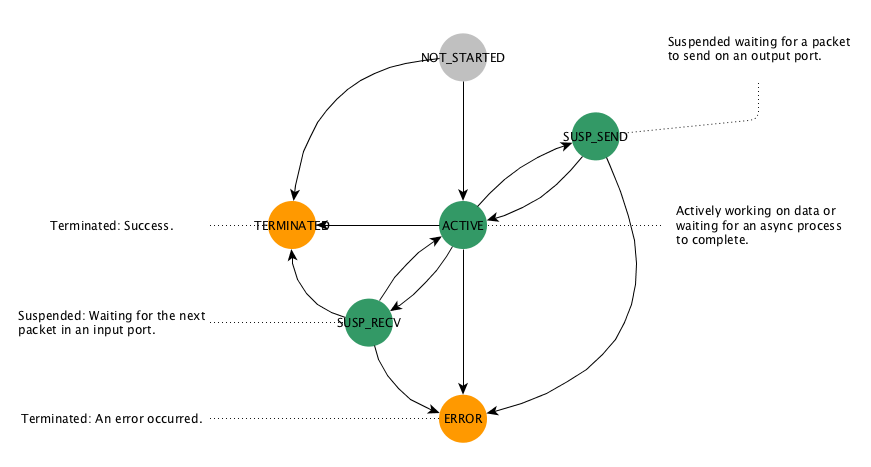 Suspended waiting for a packet
to send on an output port.
NOT_STARTED
SUSP_SEND
Terminated: Success.
TERMINATED
ACTIVE
Actively working on data or
waiting for an async process
to complete.
Suspended: Waiting for the next
packet in an input port.
SUSP_RECV
Terminated: An error occurred.
ERROR